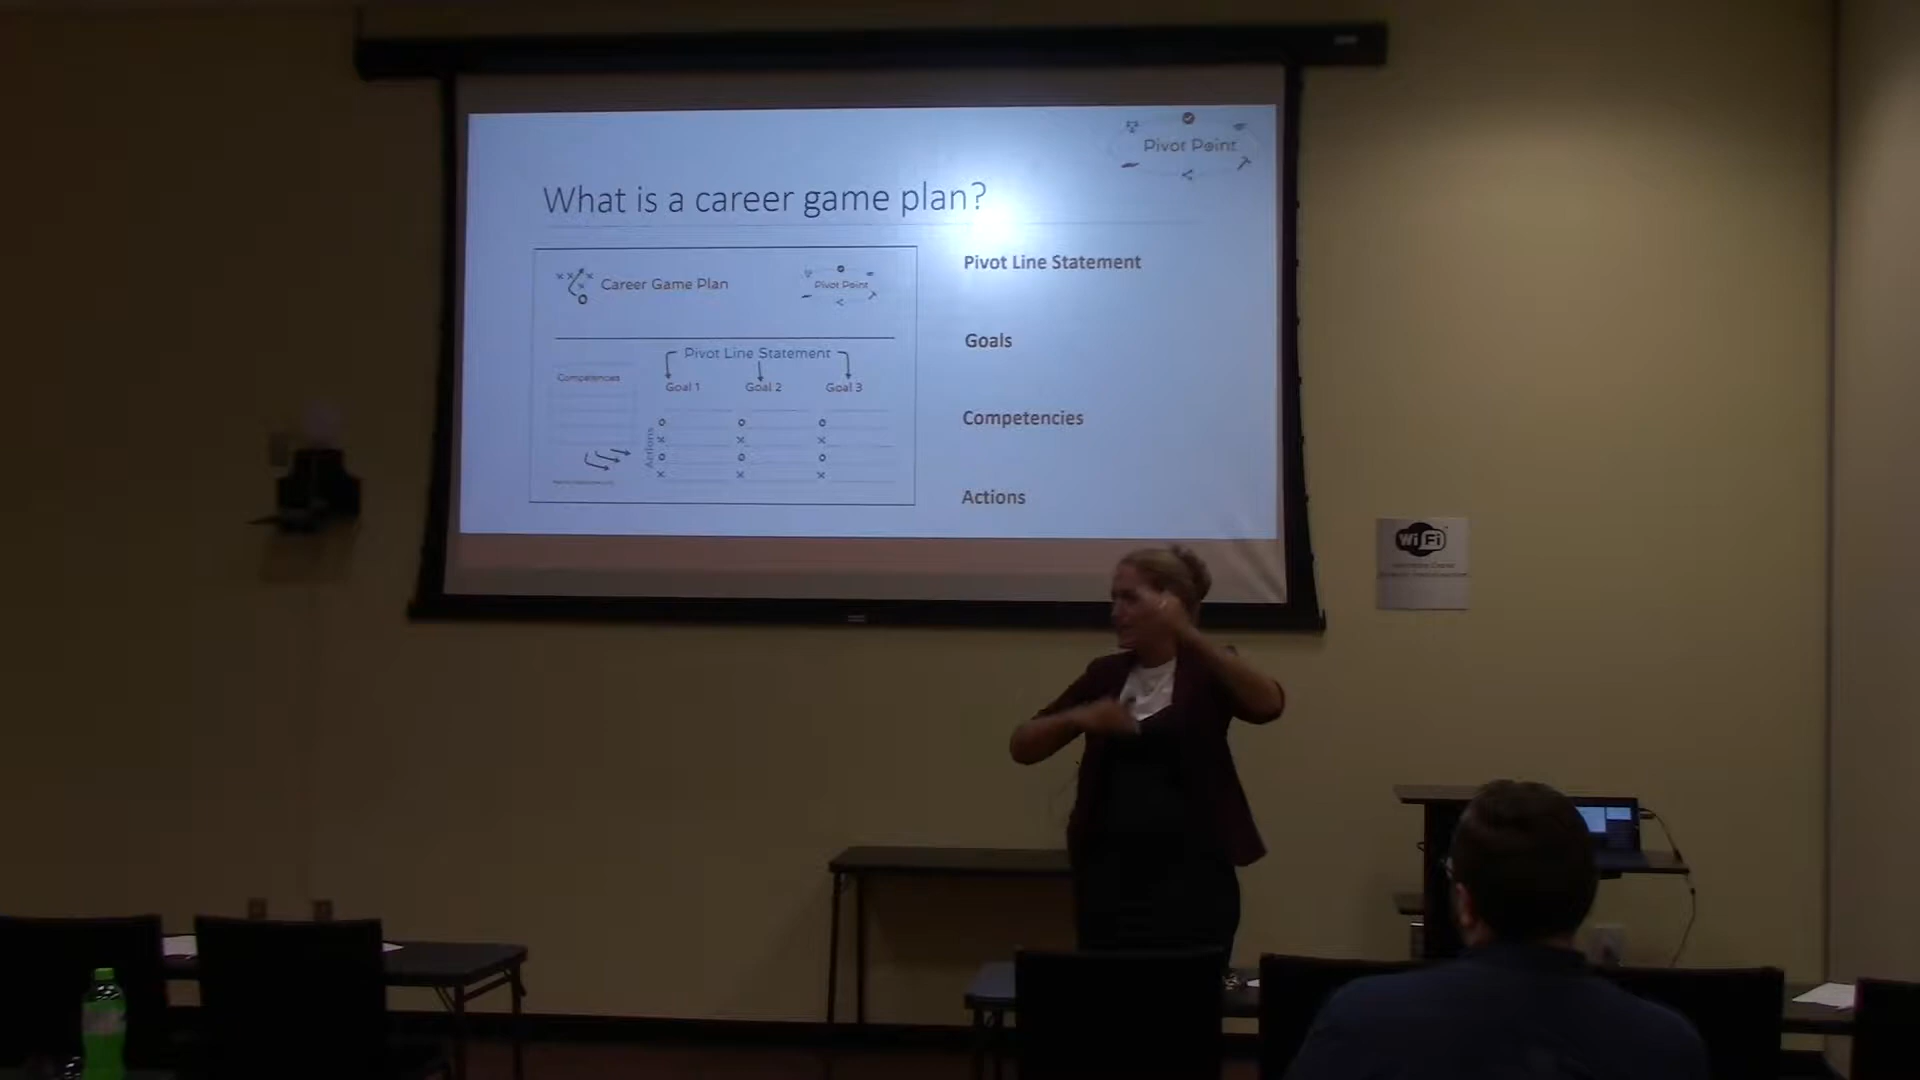 Pivot Point
What is a career game plan?
Career Game Plan
Pivot Point
Pivot Line Statement
Competencies
Goal 1
Goal 2
Goal 3
Actions
Pivot Line Statement
Goals
Competencies
Actions
WiFi